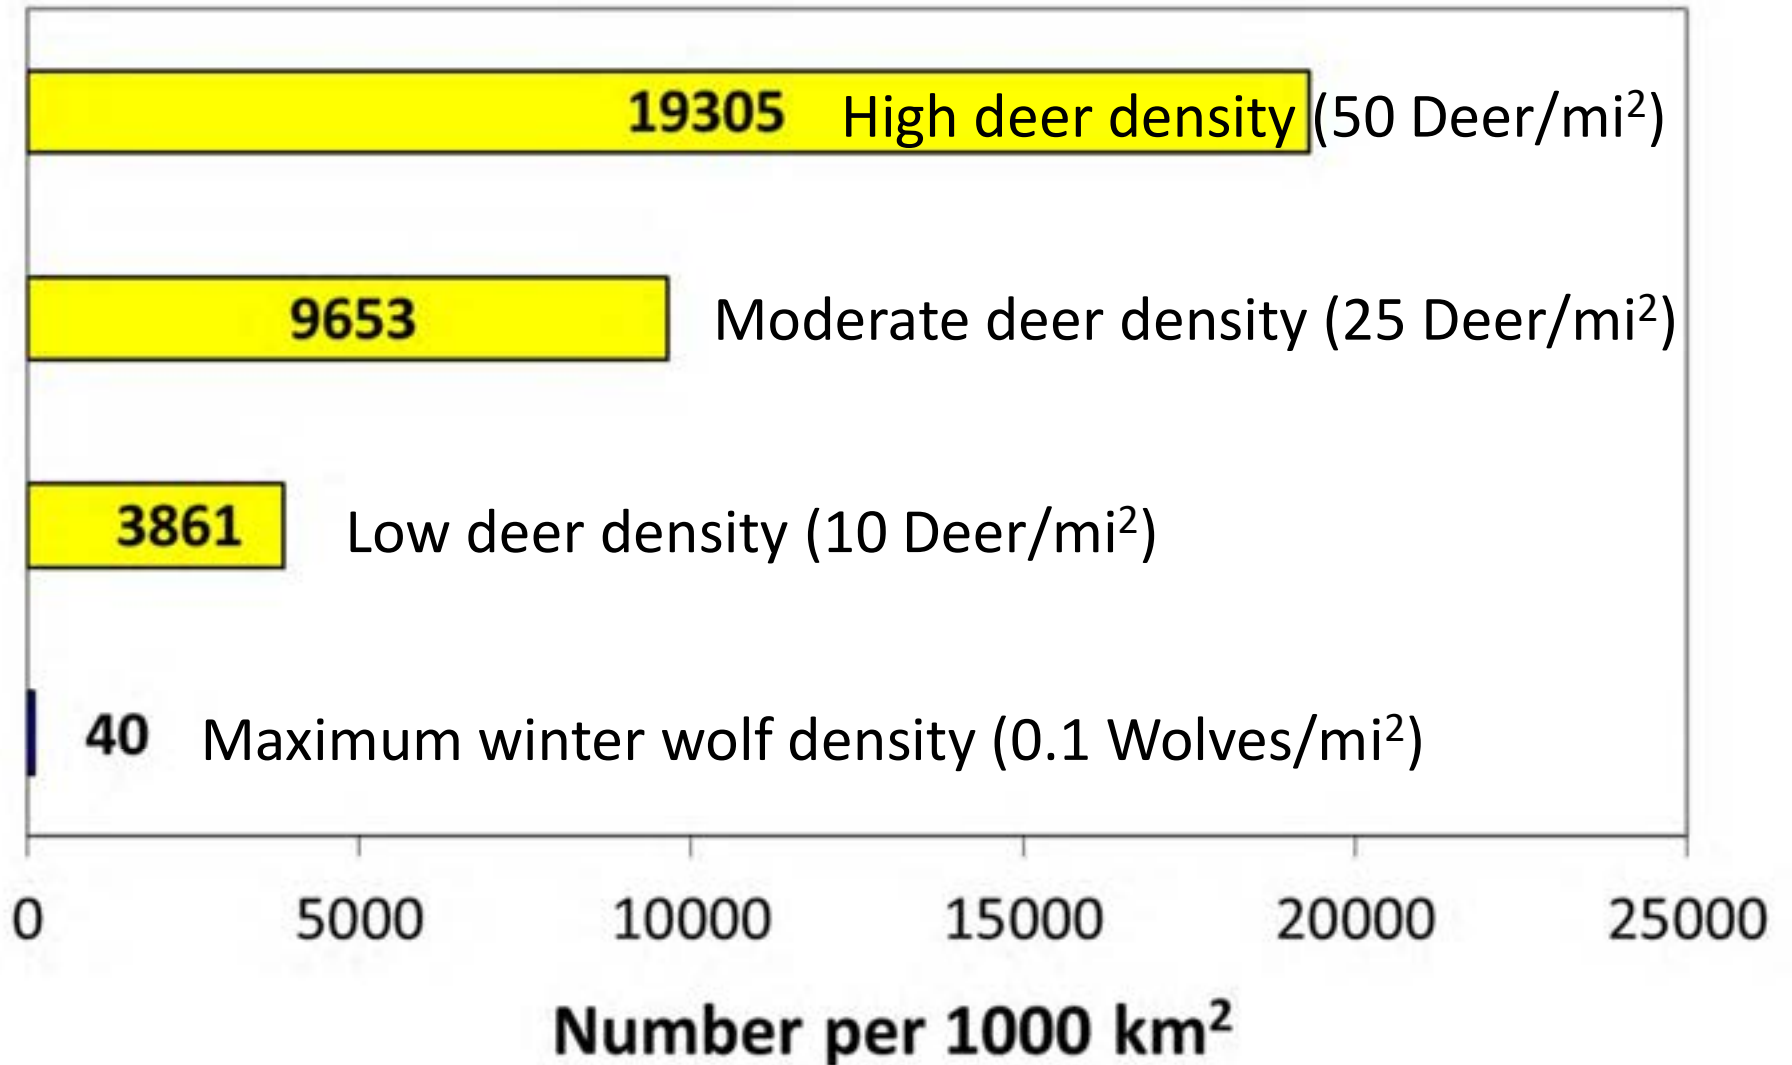 19305 High deer density (50 Deer/mi²)
9653 Moderate deer density (25 Deer/mi²)
3861 Low deer density (10 Deer/mi²)
40 Maximum winter wolf density (0.1 Wolves/mi²)
0 5000 10000 15000 20000 25000
Number per 1000 km²